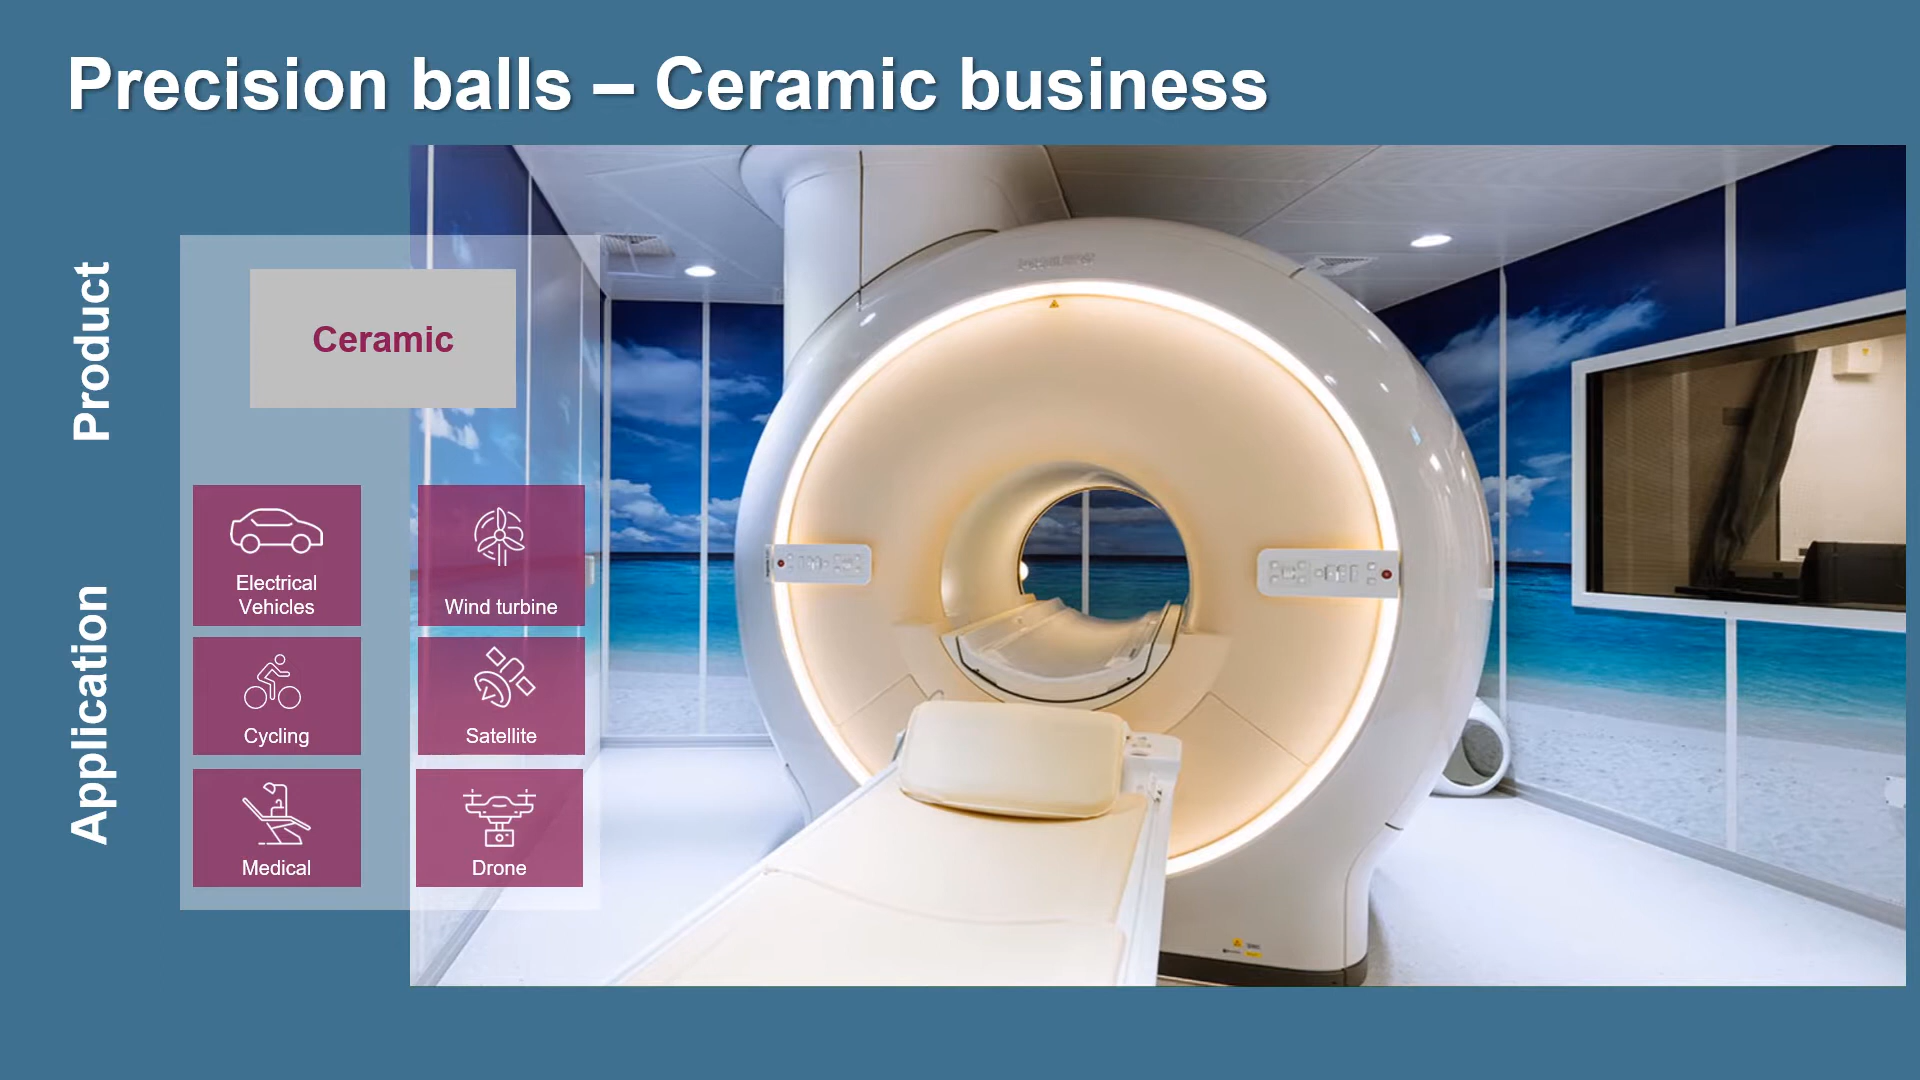 Precision balls – Ceramic business
Product
Ceramic
Application
Electrical
Vehicles
Wind turbine
Cycling
Satellite
Medical
Drone